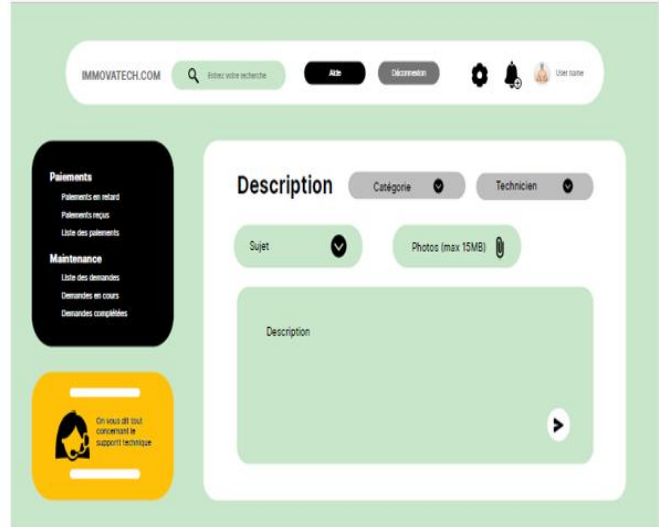 IMMOVATECH.COM
Entrez votre recherche
Aide
Déconnexion
User name
Paiements
Paiements en retard
Paiements reçus
Liste des paiements
Maintenance
Liste des demandes
Demandes en cours
Demandes complétées
On vous dit tout
concernant le
supportt technique
Description
Catégorie
Technicien
Sujet
Photos (max 15MB)
Description